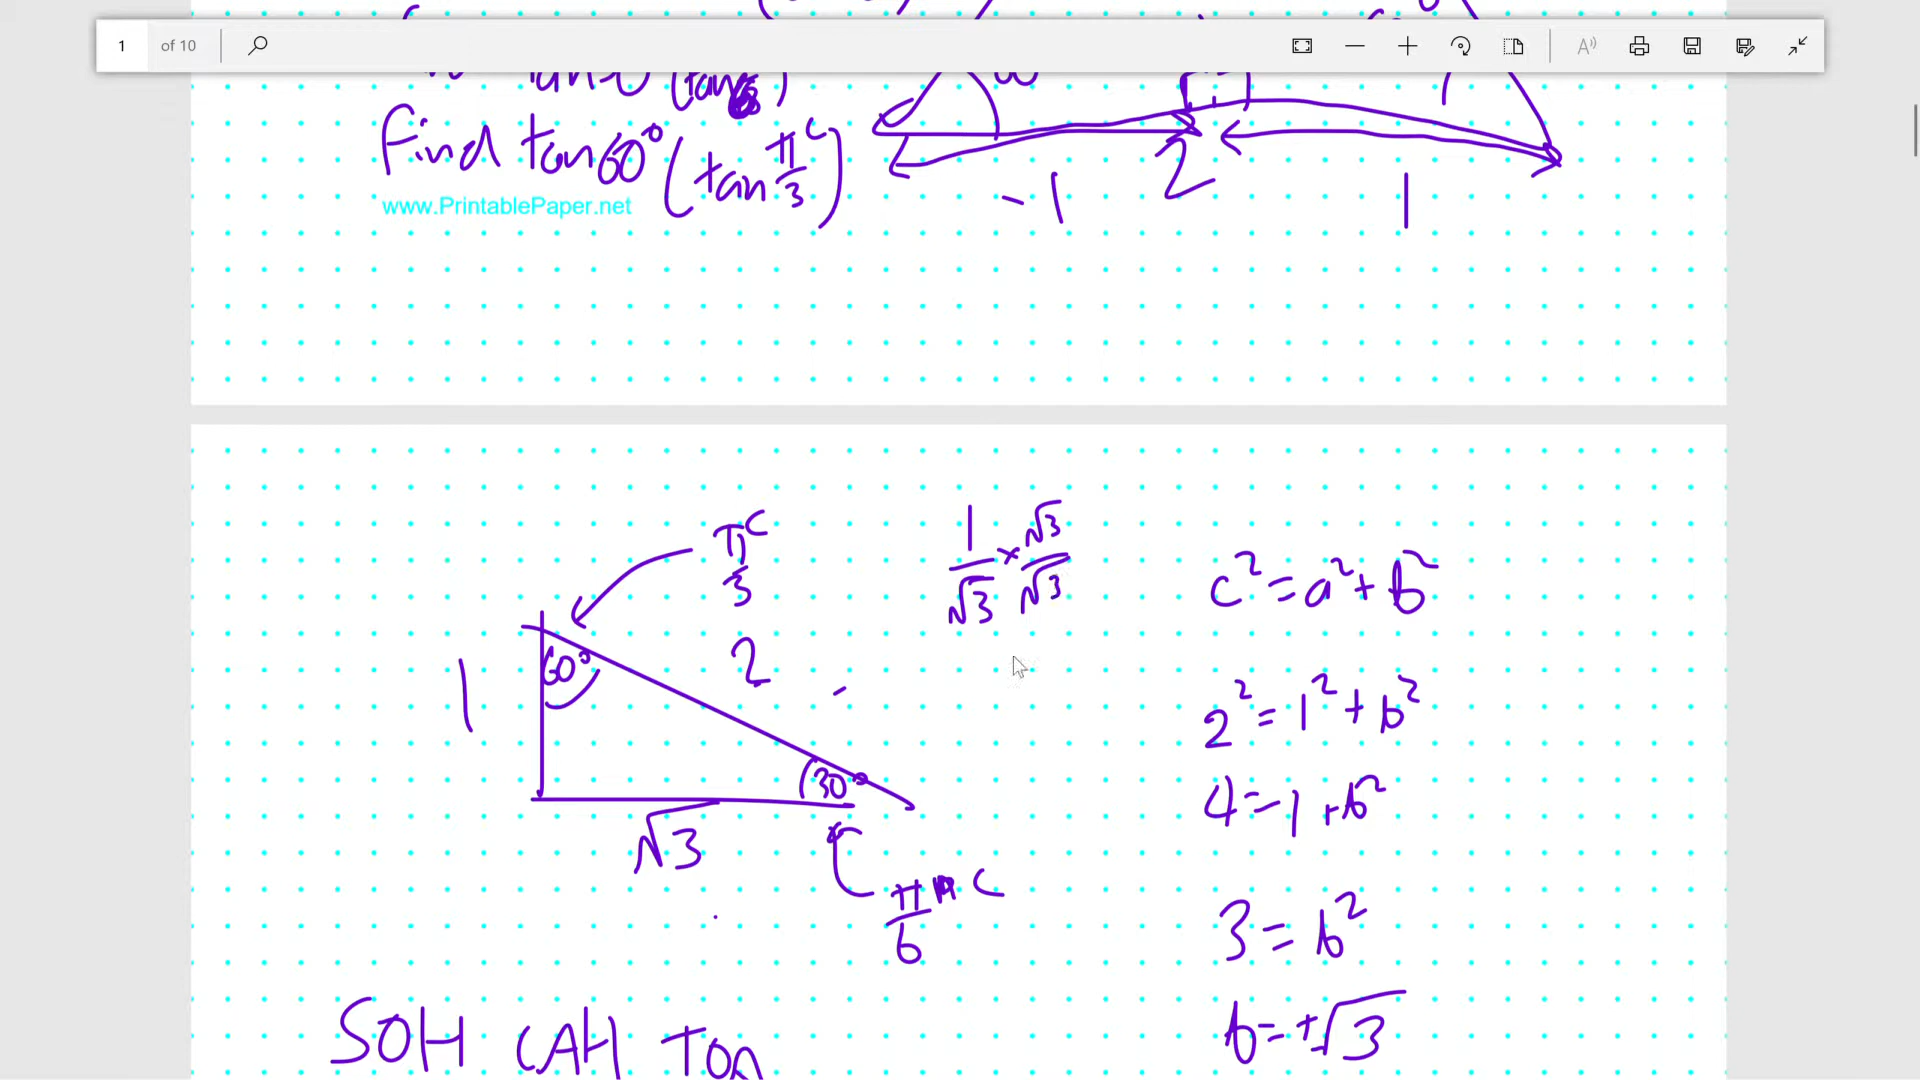 1 of 10
find tan60° (tan π/3 ᶜ)
-1 2 1
www.PrintablePaper.net
π/3 ᶜ
1/√3 × √3/√3
c² = a² + b²
60°
2
1
2² = 1² + b²
30°
4 = 1 + b²
√3
π/6 ᶜ
3 = b²
SOH CAH TOA
b = ±√3